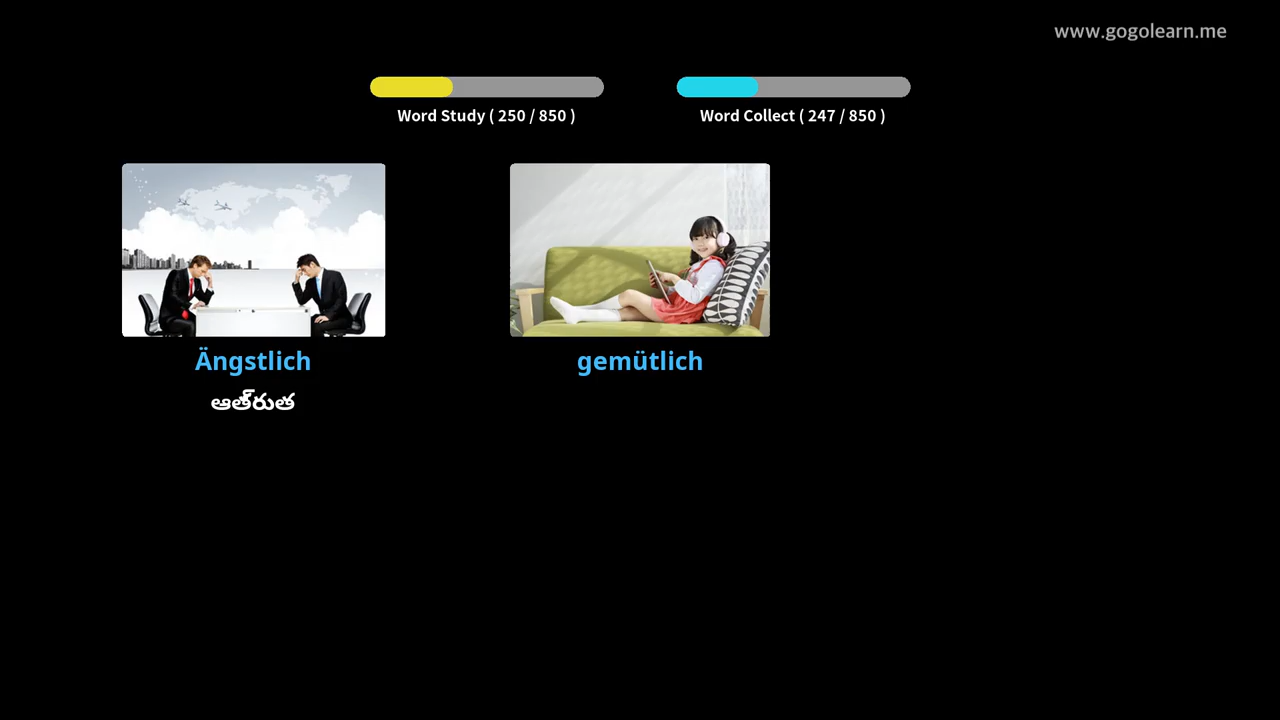 www.gogolearn.me
Word Study ( 250 / 850 )
Word Collect ( 247 / 850 )
Ängstlich
gemütlich
ఆత్రుత